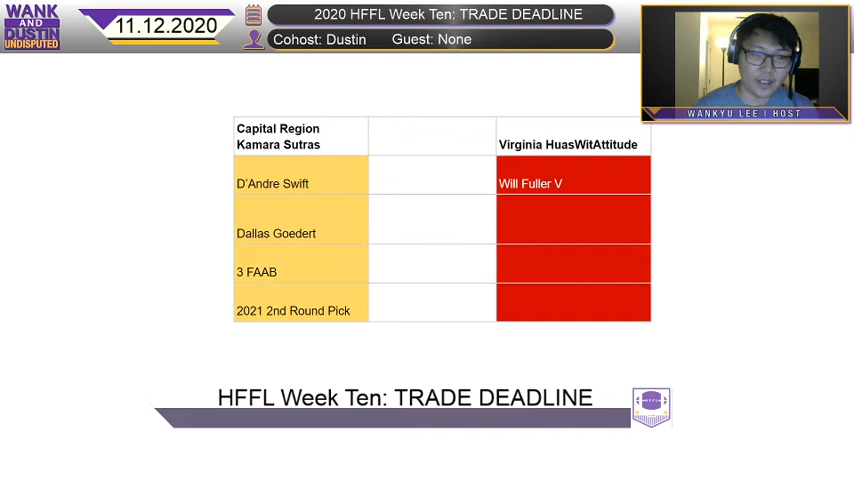 WANK
AND
DUSTIN
UNDISPUTED
11.12.2020
2020 HFFL Week Ten: TRADE DEADLINE
Cohost: Dustin Guest: None
WANKYU LEE | HOST
Capital Region
Kamara Sutras
Virginia HuasWitAttitude
D'Andre Swift
Will Fuller V
Dallas Goedert
3 FAAB
2021 2nd Round Pick
HFFL Week Ten: TRADE DEADLINE
HFFL